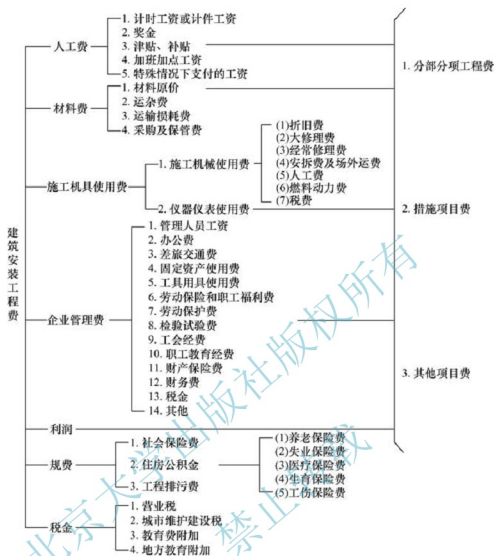 建筑安装工程费
人工费
1. 计时工资或计件工资
2. 奖金
3. 津贴、补贴
4. 加班加点工资
5. 特殊情况下支付的工资
材料费
1. 材料原价
2. 运杂费
3. 运输损耗费
4. 采购及保管费
施工机具使用费
1. 施工机械使用费
(1)折旧费
(2)大修理费
(3)经常修理费
(4)安拆费及场外运费
(5)人工费
(6)燃料动力费
(7)税费
2. 仪器仪表使用费
企业管理费
1. 管理人员工资
2. 办公费
3. 差旅交通费
4. 固定资产使用费
5. 工具用具使用费
6. 劳动保险和职工福利费
7. 劳动保护费
8. 检验试验费
9. 工会经费
10. 职工教育经费
11. 财产保险费
12. 财务费
13. 税金
14. 其他
利润
规费
1. 社会保险费
2. 住房公积金
3. 工程排污费
(1)养老保险费
(2)失业保险费
(3)医疗保险费
(4)生育保险费
(5)工伤保险费
税金
1. 营业税
2. 城市维护建设税
3. 教育费附加
4. 地方教育附加
1. 分部分项工程费
2. 措施项目费
3. 其他项目费
北京大学出版社版权所有
禁止转载